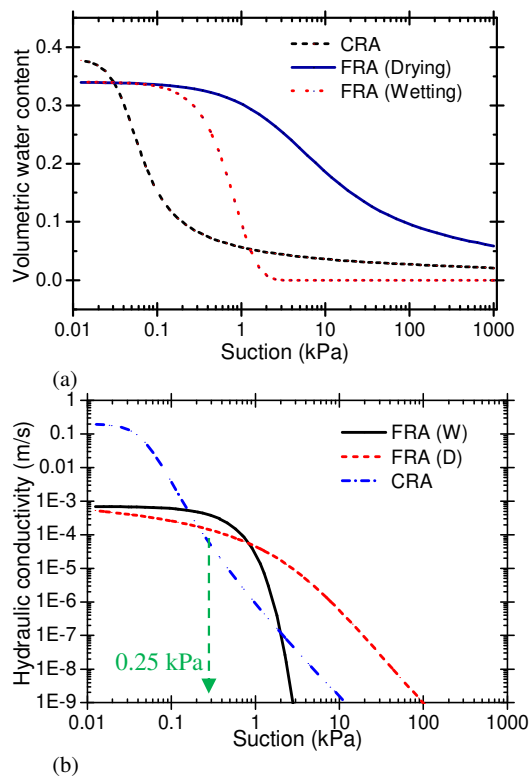 0.4
0.3
0.2
0.1
0.0
Volumetric water content
CRA
FRA (Drying)
FRA (Wetting)
0.01 0.1 1 10 100 1000
Suction (kPa)
(a)
1
0.1
0.01
1E-3
1E-4
1E-5
1E-6
1E-7
1E-8
1E-9
Hydraulic conductivity (m/s)
FRA (W)
FRA (D)
CRA
0.25 kPa
0.01 0.1 1 10 100 1000
Suction (kPa)
(b)